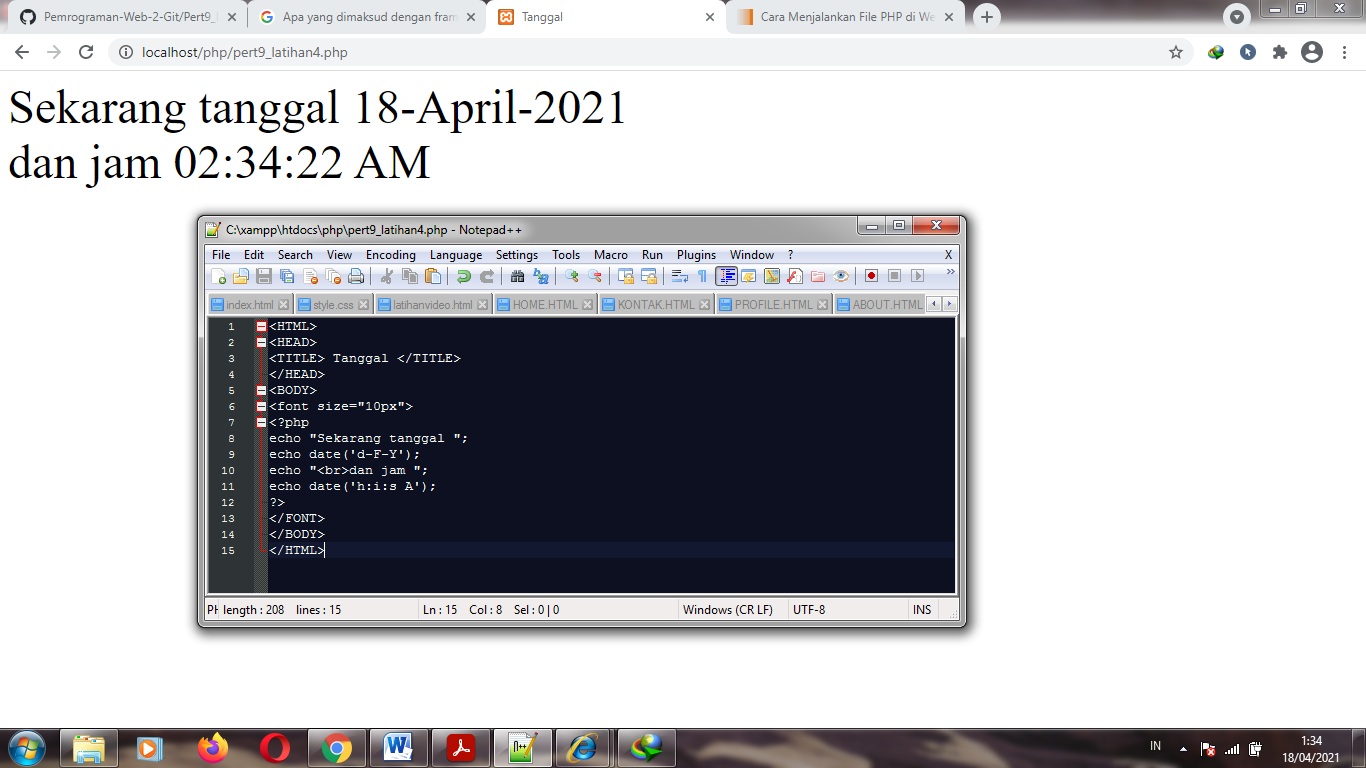 Pemrograman-Web-2-Git/Pert9_
Apa yang dimaksud dengan fram
Tanggal
Cara Menjalankan File PHP di We
localhost/php/pert9_latihan4.php
Sekarang tanggal 18-April-2021
dan jam 02:34:22 AM
C:\xampp\htdocs\php\pert9_latihan4.php - Notepad++
File Edit Search View Encoding Language Settings Tools Macro Run Plugins Window ? X
index.html style.css latihanvideo.html HOME.HTML KONTAK.HTML PROFILE.HTML ABOUT.HTML
1 <HTML>
2 <HEAD>
3 <TITLE> Tanggal </TITLE>
4 </HEAD>
5 <BODY>
6 <font size="10px">
7 <?php
8 echo "Sekarang tanggal ";
9 echo date('d-F-Y');
10 echo "<br>dan jam ";
11 echo date('h:i:s A');
12 ?>
13 </FONT>
14 </BODY>
15 </HTML>
PH length : 208 lines : 15 Ln : 15 Col : 8 Sel : 0 | 0 Windows (CR LF) UTF-8 INS
IN
1:34
18/04/2021